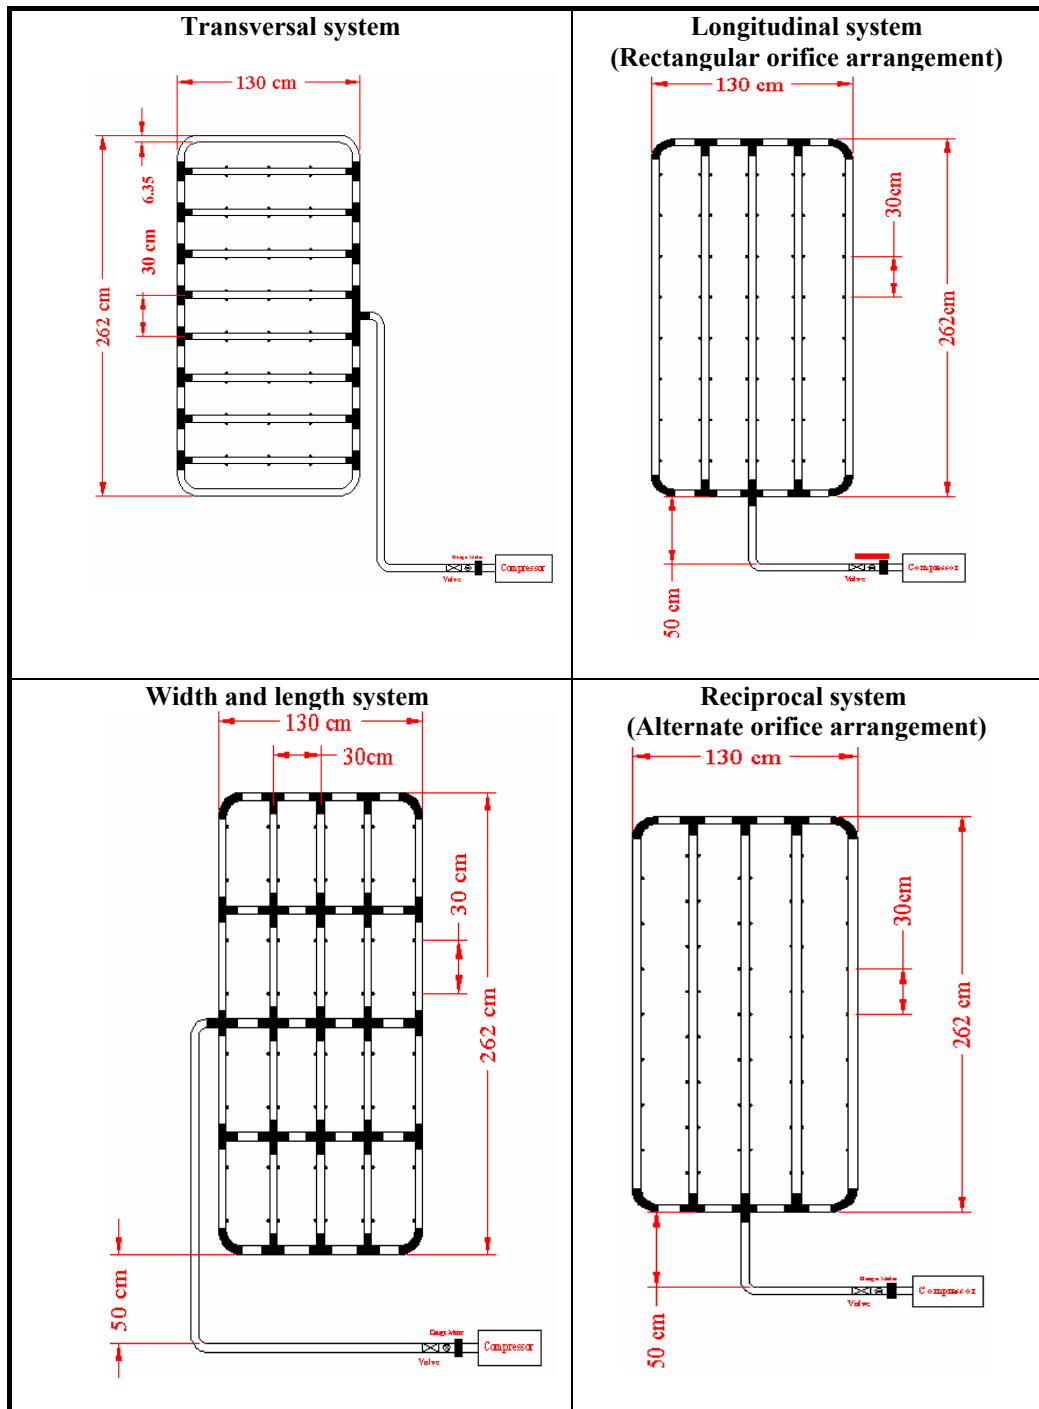 Transversal system
130 cm
6.35
30 cm
262 cm
Valve
Compressor
Longitudinal system
(Rectangular orifice arrangement)
130 cm
30cm
262cm
50 cm
Valve
Compressor
Width and length system
130 cm
30cm
30 cm
262 cm
50 cm
Valve
Compressor
Reciprocal system
(Alternate orifice arrangement)
130 cm
30cm
262 cm
50 cm
Valve
Compressor